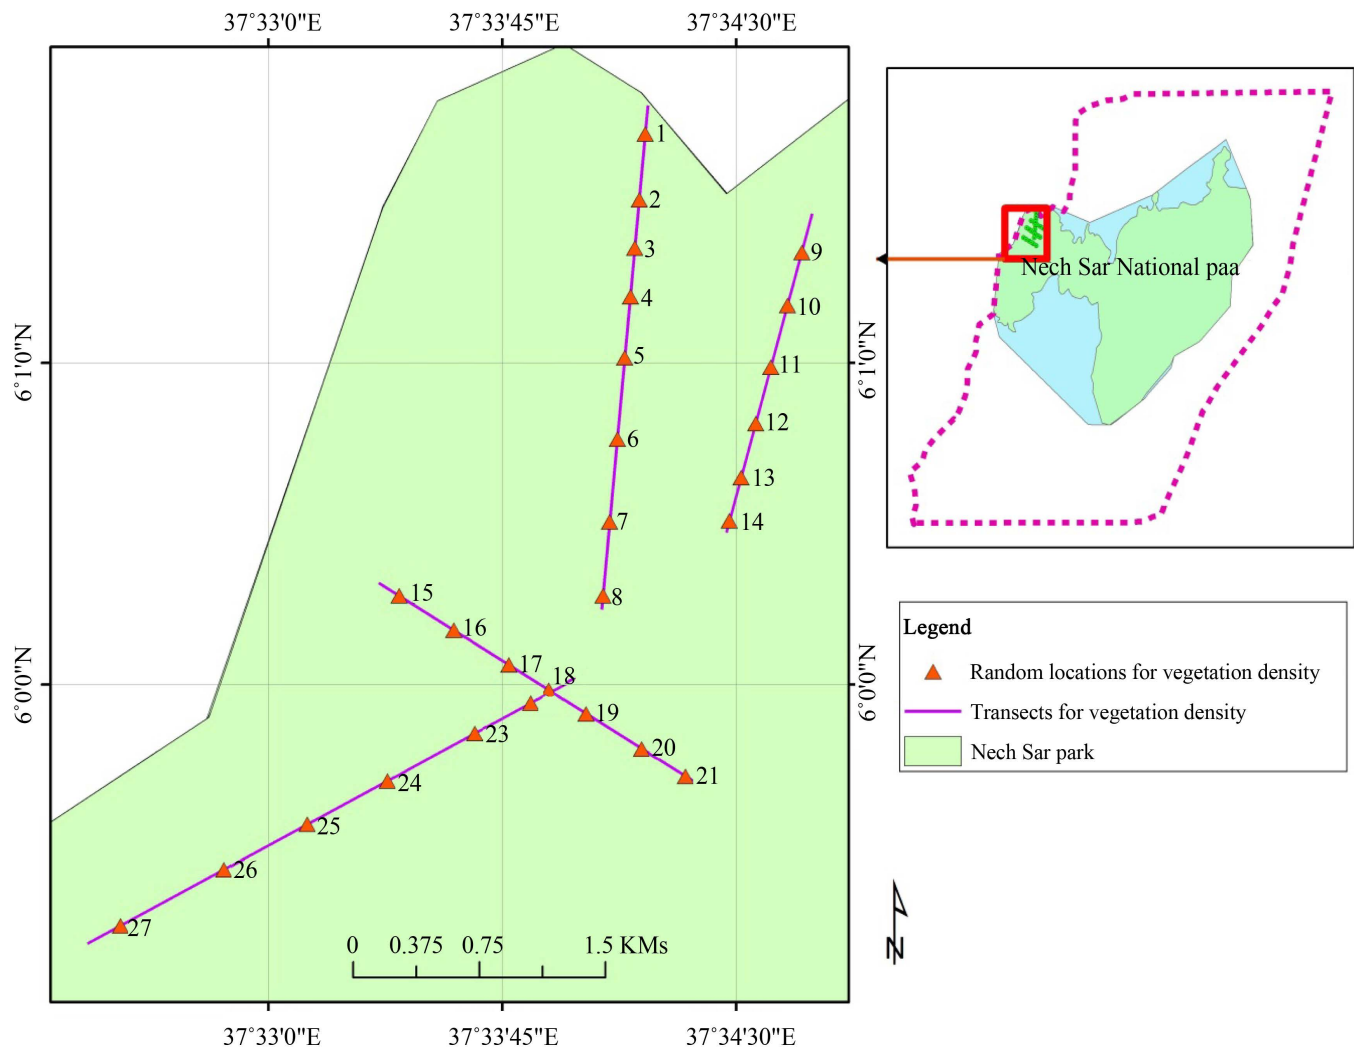 37°33'0"E
37°33'45"E
37°34'30"E
1
2
3
4
5
6
7
8
9
10
11
12
13
14
15
16
17
18
19
20
21
23
24
25
26
27
6°1'0"N
6°0'0"N
6°1'0"N
6°0'0"N
0 0.375 0.75 1.5 KMs
37°33'0"E
37°33'45"E
37°34'30"E
Nech Sar National paa
Legend
Random locations for vegetation density
Transects for vegetation density
Nech Sar park
N